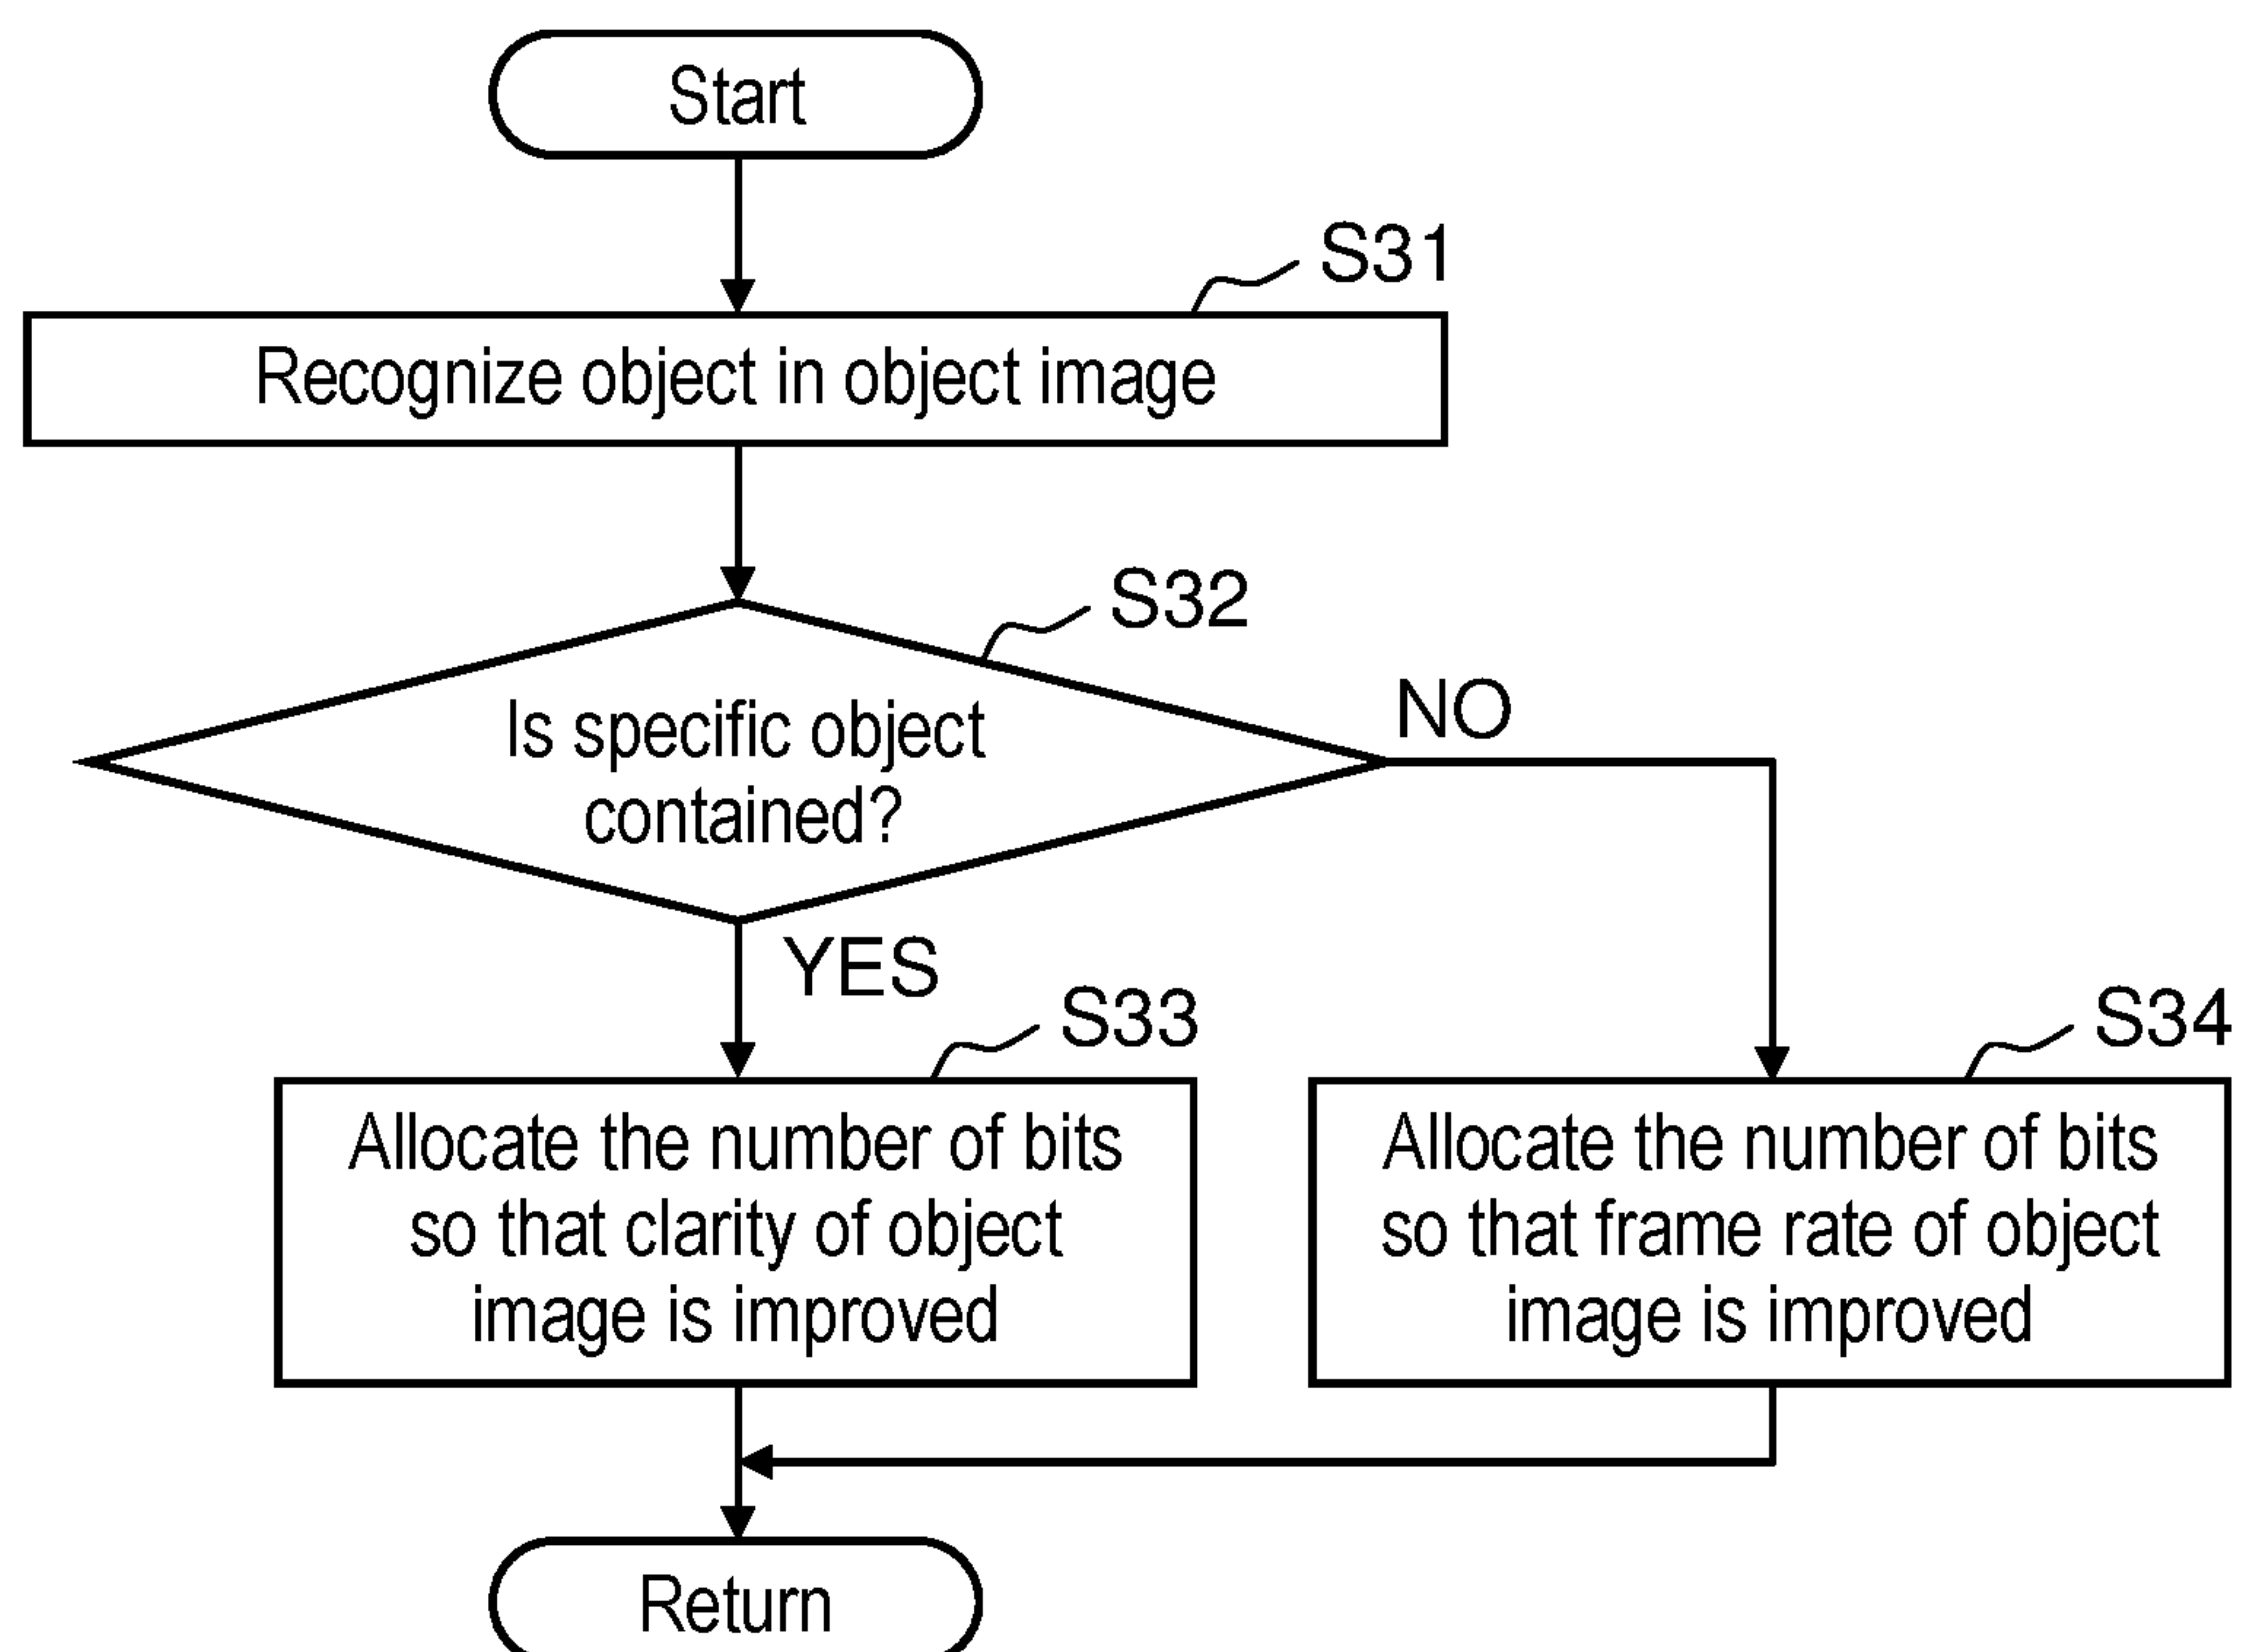 Start
S31
Recognize object in object image
S32
Is specific object
contained?
NO
YES
S33
Allocate the number of bits
so that clarity of object
image is improved
S34
Allocate the number of bits
so that frame rate of object
image is improved
Return